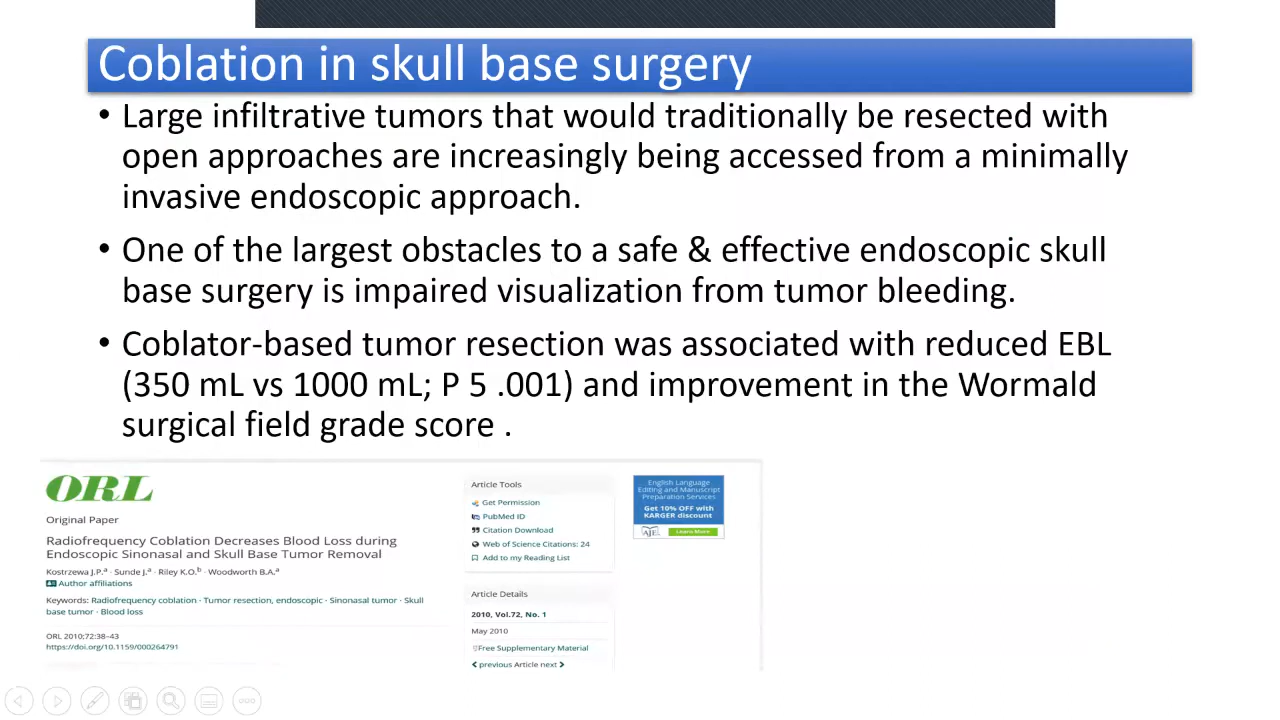 Coblation in skull base surgery
• Large infiltrative tumors that would traditionally be resected with
open approaches are increasingly being accessed from a minimally
invasive endoscopic approach.
• One of the largest obstacles to a safe & effective endoscopic skull
base surgery is impaired visualization from tumor bleeding.
• Coblator-based tumor resection was associated with reduced EBL
(350 mL vs 1000 mL; P 5 .001) and improvement in the Wormald
surgical field grade score .
ORL
Original Paper
Radiofrequency Coblation Decreases Blood Loss during
Endoscopic Sinonasal and Skull Base Tumor Removal
Kostrzewa J.P.a · Sunde J.a · Riley K.O.b · Woodworth B.A.a
Author affiliations
Keywords: Radiofrequency coblation · Tumor resection, endoscopic · Sinonasal tumor · Skull
base tumor · Blood loss
ORL 2010;72:38–43
https://doi.org/10.1159/000264791
Article Tools
Get Permission
PubMed ID
Citation Download
Web of Science Citations: 24
Add to my Reading List
Article Details
2010, Vol.72, No. 1
May 2010
Free Supplementary Material
previous Article next
English Language
Editing and Manuscript
Preparation Services
Get 10% OFF with
KARGER discount
AJE
Learn More